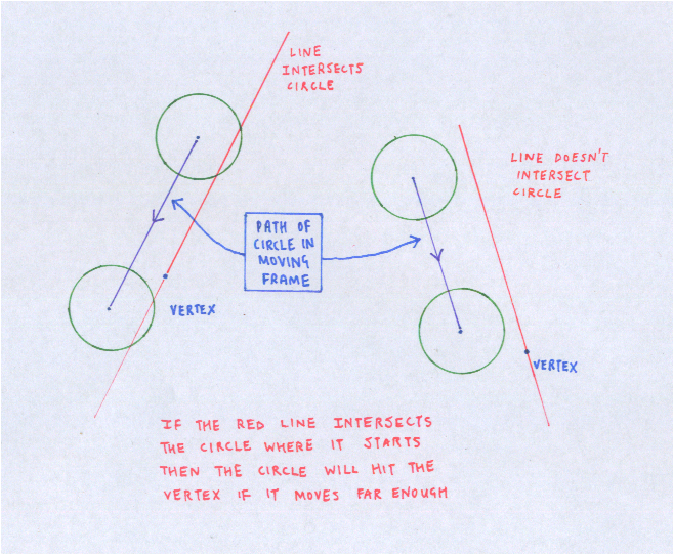 LINE
INTERSECTS
CIRCLE
LINE DOESN'T
INTERSECT
CIRCLE
PATH OF
CIRCLE IN
MOVING
FRAME
VERTEX
VERTEX
IF THE RED LINE INTERSECTS
THE CIRCLE WHERE IT STARTS
THEN THE CIRCLE WILL HIT THE
VERTEX IF IT MOVES FAR ENOUGH